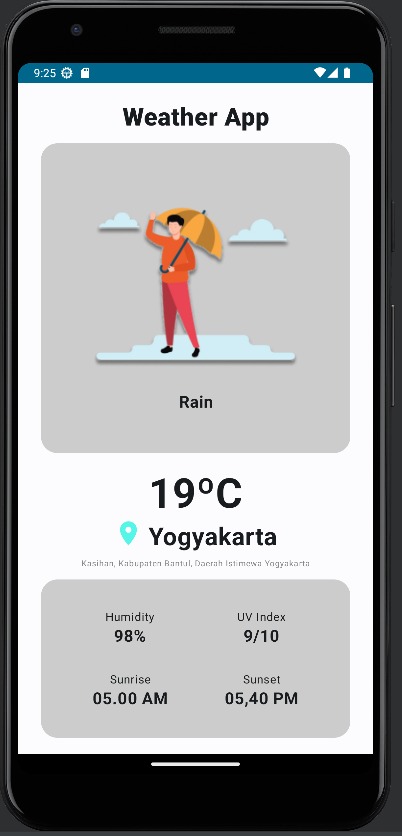 9:25
Weather App
Rain
19ºC
Yogyakarta
Kasihan, Kabupaten Bantul, Daerah Istimewa Yogyakarta
Humidity UV Index
98% 9/10
Sunrise Sunset
05.00 AM 05,40 PM